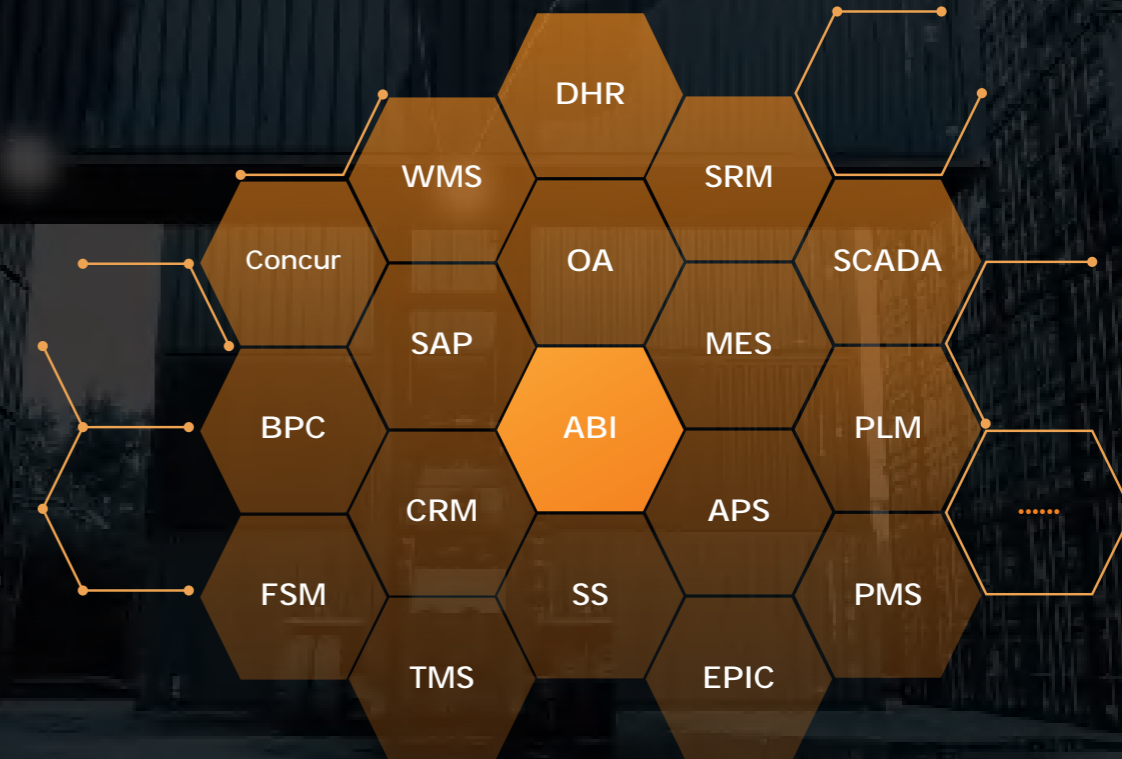 DHR
WMS
SRM
Concur
OA
SCADA
SAP
MES
BPC
ABI
PLM
CRM
APS
......
FSM
SS
PMS
TMS
EPIC